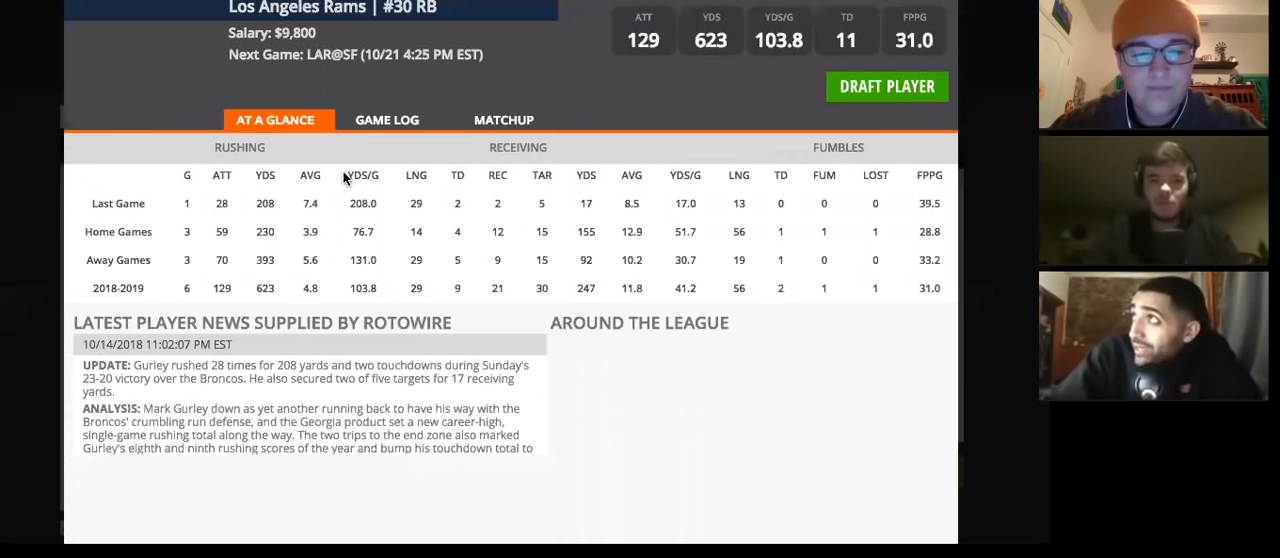 Los Angeles Rams | #30 RB
Salary: $9,800
Next Game: LAR@SF (10/21 4:25 PM EST)
ATT YDS YDS/G TD FPPG
129 623 103.8 11 31.0
DRAFT PLAYER
AT A GLANCE GAME LOG MATCHUP
RUSHING RECEIVING FUMBLES
G ATT YDS AVG YDS/G LNG TD REC TAR YDS AVG YDS/G LNG TD FUM LOST FPPG
Last Game 1 28 208 7.4 208.0 29 2 2 5 17 8.5 17.0 13 0 0 0 39.5
Home Games 3 59 230 3.9 76.7 14 4 12 15 155 12.9 51.7 56 1 1 1 28.8
Away Games 3 70 393 5.6 131.0 29 5 9 15 92 10.2 30.7 19 1 0 0 33.2
2018-2019 6 129 623 4.8 103.8 29 9 21 30 247 11.8 41.2 56 2 1 1 31.0
LATEST PLAYER NEWS SUPPLIED BY ROTOWIRE
10/14/2018 11:02:07 PM EST
UPDATE: Gurley rushed 28 times for 208 yards and two touchdowns during Sunday's
23-20 victory over the Broncos. He also secured two of five targets for 17 receiving
yards.
ANALYSIS: Mark Gurley down as yet another running back to have his way with the
Broncos' crumbling run defense, and the Georgia product set a new career-high,
single-game rushing total along the way. The two trips to the end zone also marked
Gurley's eighth and ninth rushing scores of the year and bump his touchdown total to
AROUND THE LEAGUE